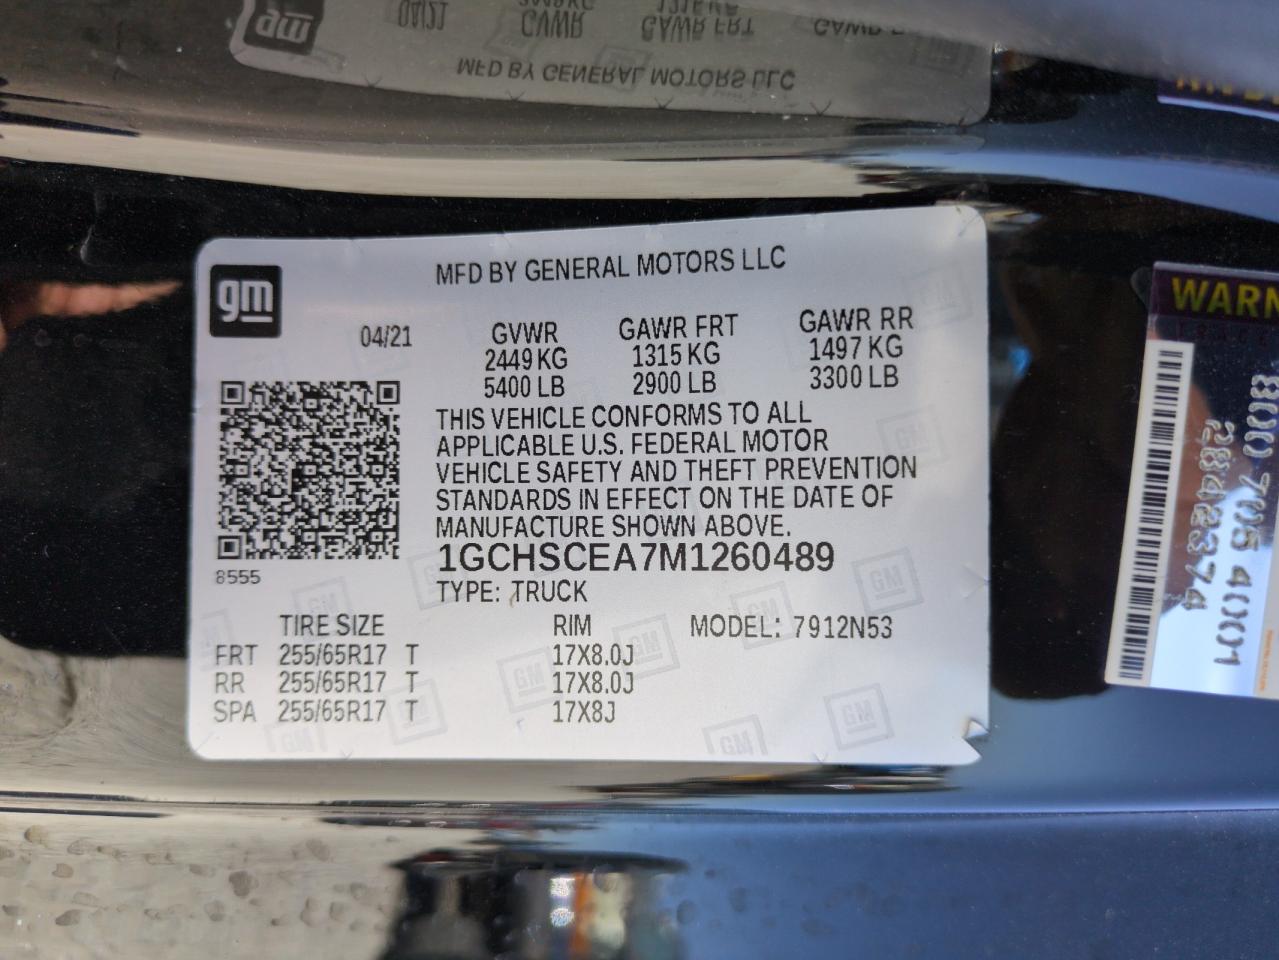 MFD BY GENERAL MOTORS LLC
gm
04/21
GVWR GAWR FRT GAWR RR
2449 KG 1315 KG 1497 KG
5400 LB 2900 LB 3300 LB
THIS VEHICLE CONFORMS TO ALL
APPLICABLE U.S. FEDERAL MOTOR
VEHICLE SAFETY AND THEFT PREVENTION
STANDARDS IN EFFECT ON THE DATE OF
MANUFACTURE SHOWN ABOVE.
1GCHSCEA7M1260489
8555
TYPE: TRUCK
TIRE SIZE RIM MODEL: 7912N53
FRT 255/65R17 T 17X8.0J
RR 255/65R17 T 17X8.0J
SPA 255/65R17 T 17X8J
GM
WARN
2842374